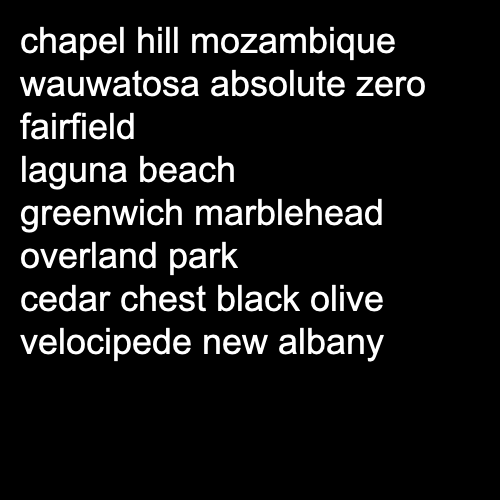 chapel hill mozambique
wauwatosa absolute zero
fairfield
laguna beach
greenwich marblehead
overland park
cedar chest black olive
velocipede new albany